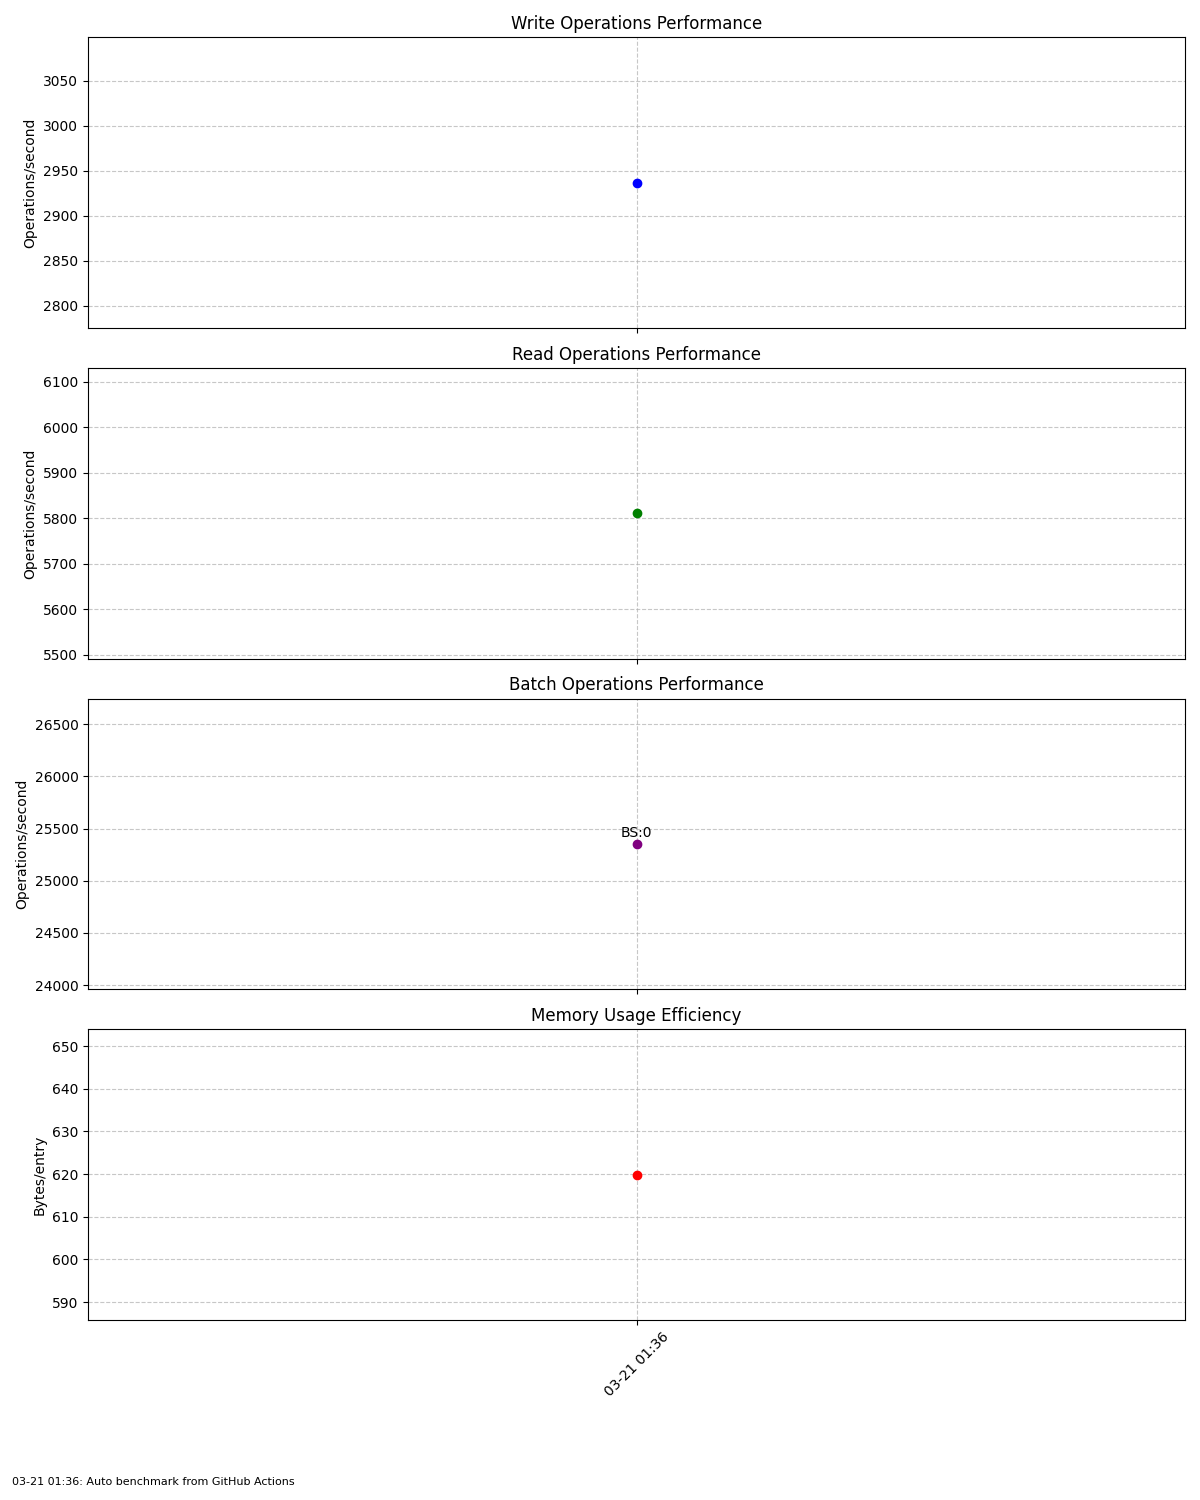 Write Operations Performance
Operations/second
3050
3000
2950
2900
2850
2800
Read Operations Performance
Operations/second
6100
6000
5900
5800
5700
5600
5500
Batch Operations Performance
Operations/second
26500
26000
25500
25000
24500
24000
BS:0
Memory Usage Efficiency
Bytes/entry
650
640
630
620
610
600
590
03-21 01:36
03-21 01:36: Auto benchmark from GitHub Actions